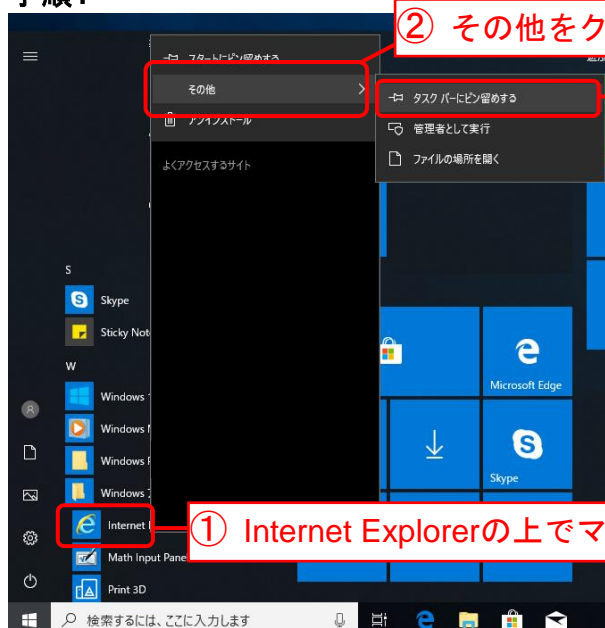 ② その他をク
スタートにピン留めする
その他
アンインストール
よくアクセスするサイト
タスク バーにピン留めする
管理者として実行
ファイルの場所を開く
S
Skype
Sticky Not
W
Windows
Windows
Windows
Windows
Internet
Math Input Pane
Print 3D
Microsoft Edge
Skype
① Internet Explorerの上でマ
検索するには、ここに入力します